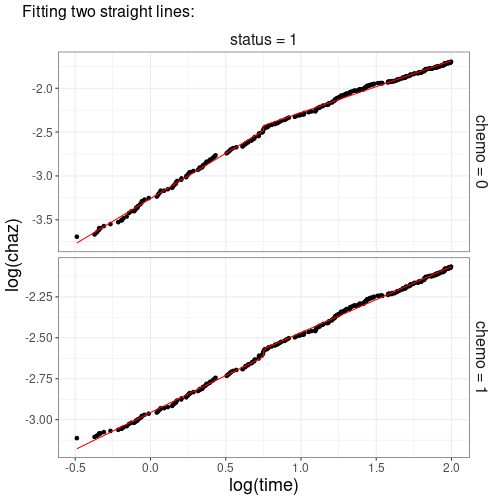 Fitting two straight lines:
status = 1
-2.0
-2.5
-3.0
-3.5
chemo = 0
log(chaz)
-2.25
-2.50
-2.75
-3.00
chemo = 1
-0.5 0.0 0.5 1.0 1.5 2.0
log(time)